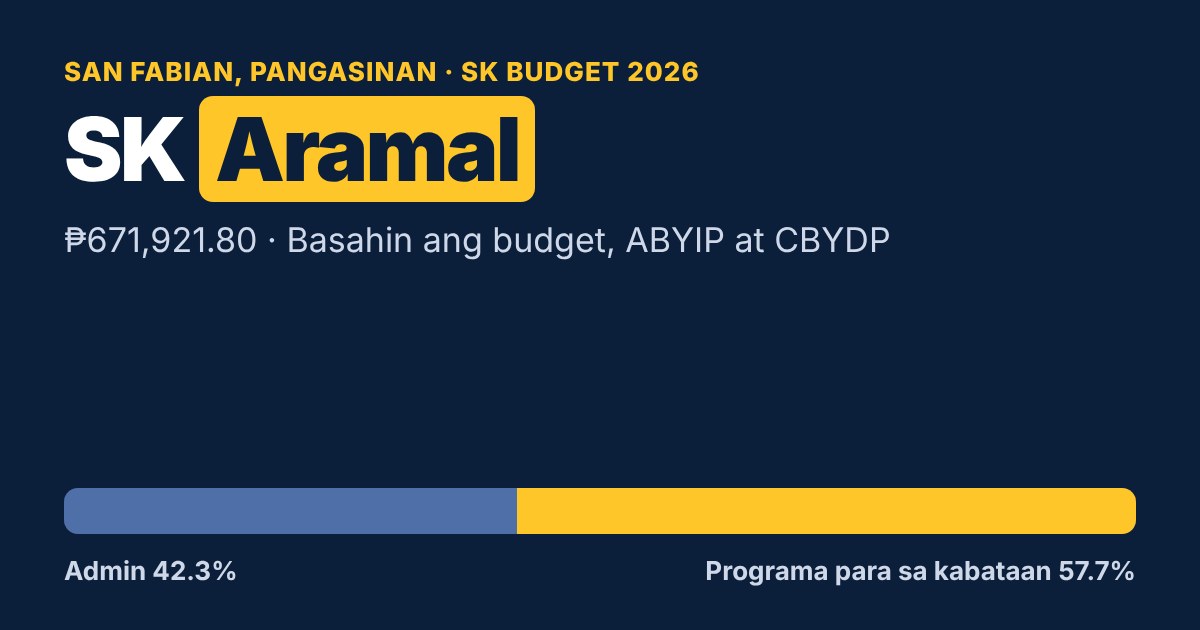 SAN FABIAN, PANGASINAN · SK BUDGET 2026
SK Aramal
₱671,921.80 · Basahin ang budget, ABYIP at CBYDP
Admin 42.3%
Programa para sa kabataan 57.7%